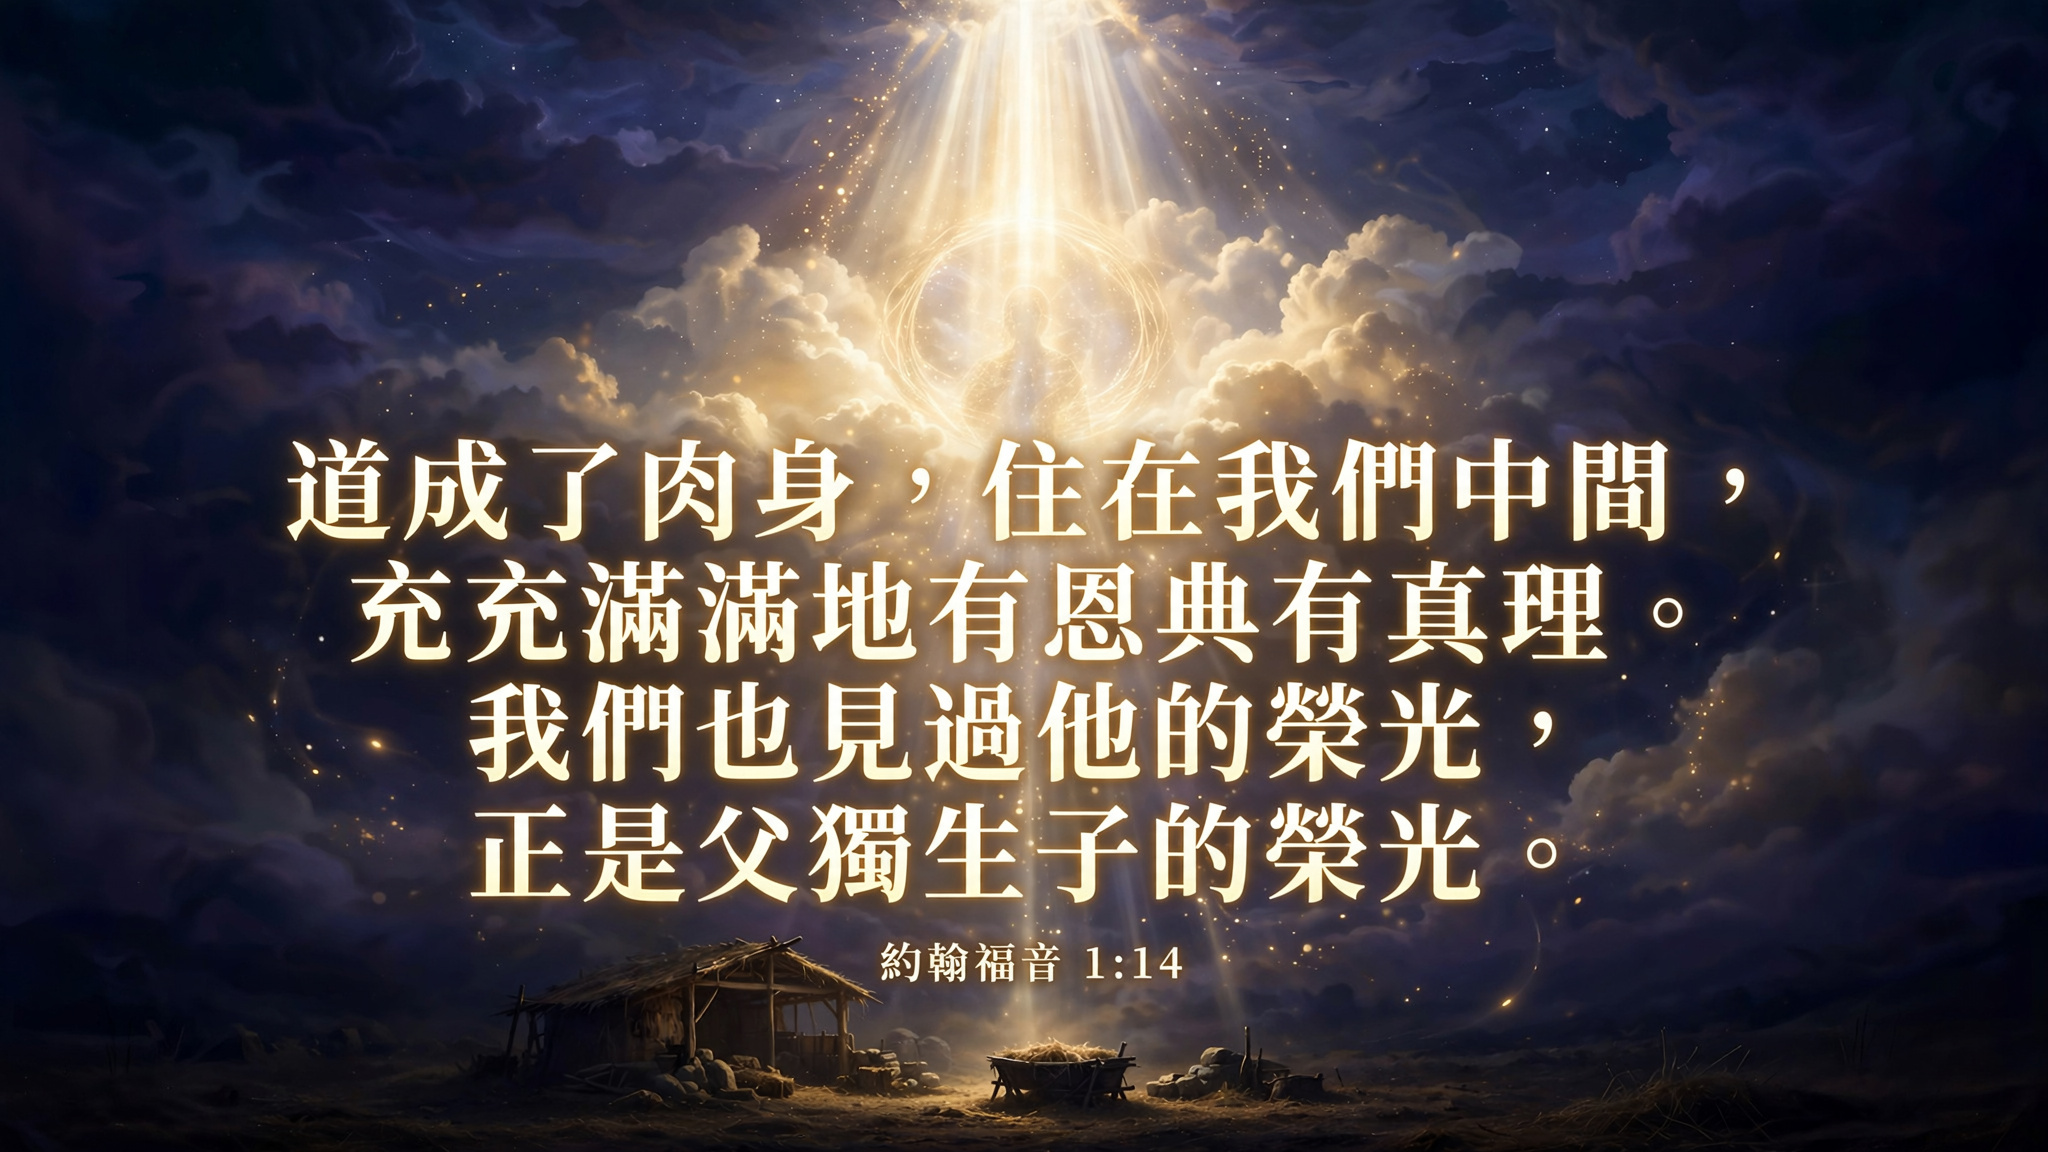 道成了肉身，住在我們中間，
充充滿滿地有恩典有真理。
我們也見過他的榮光，
正是父獨生子的榮光。
約翰福音 1:14